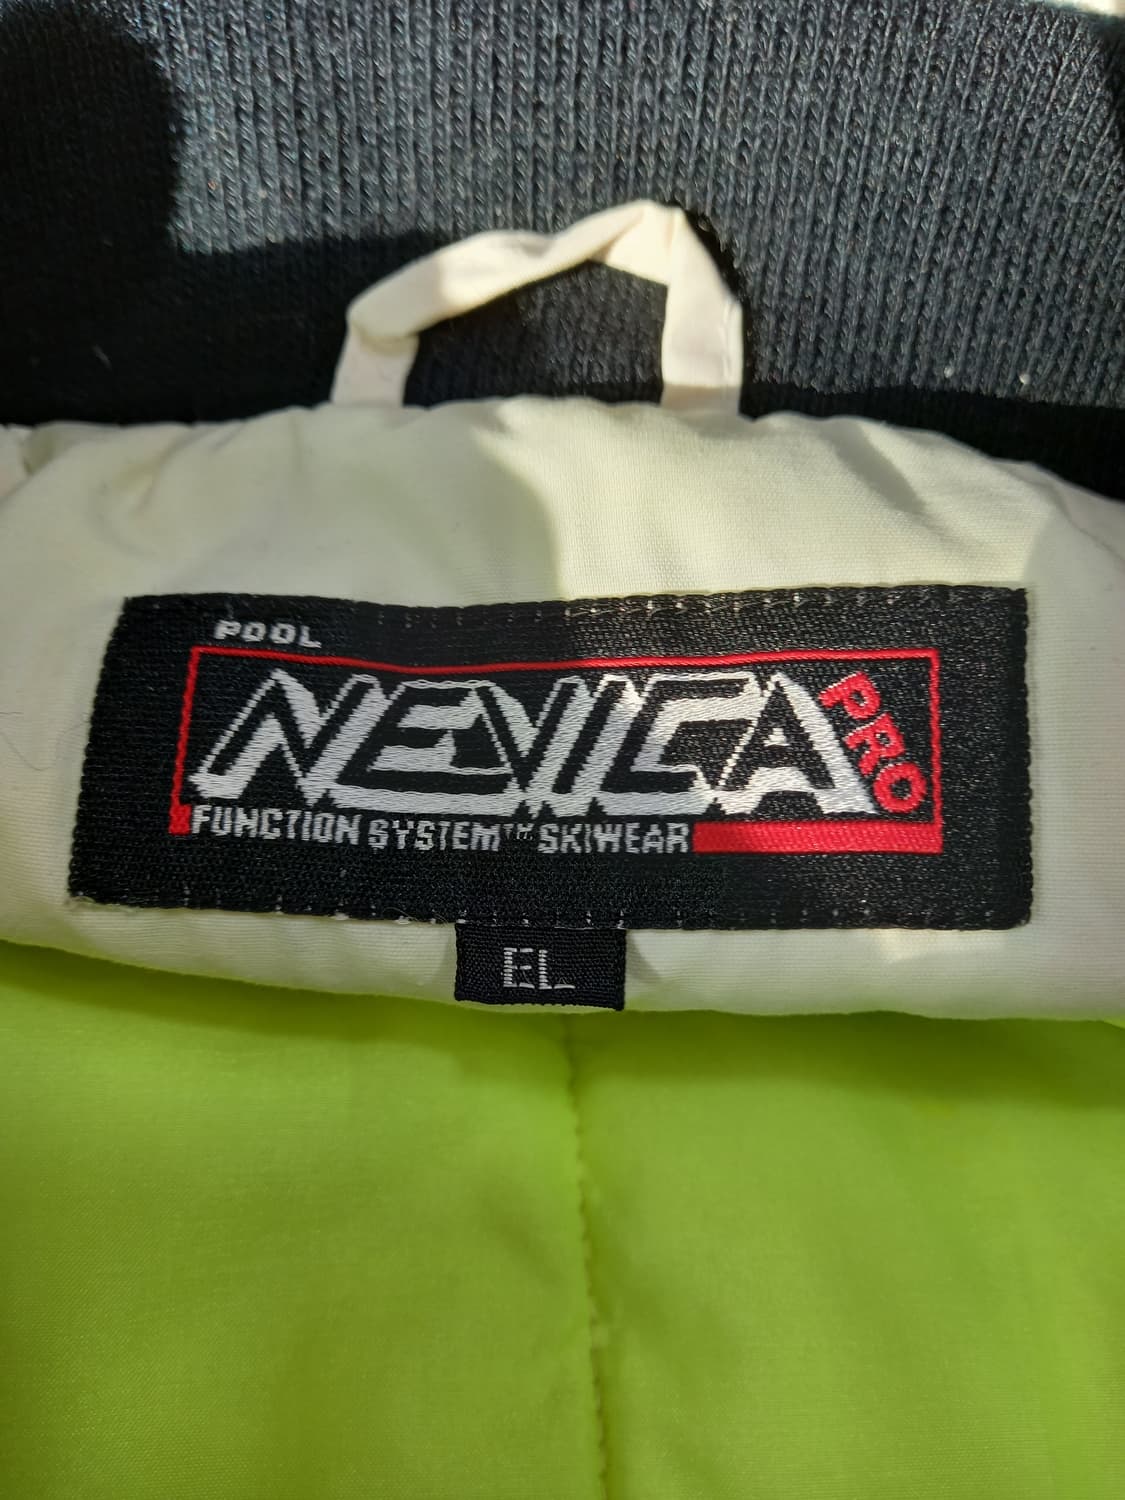 POOL
NEVICA PRO
FUNCTION SYSTEM™ SKIWEAR
EL